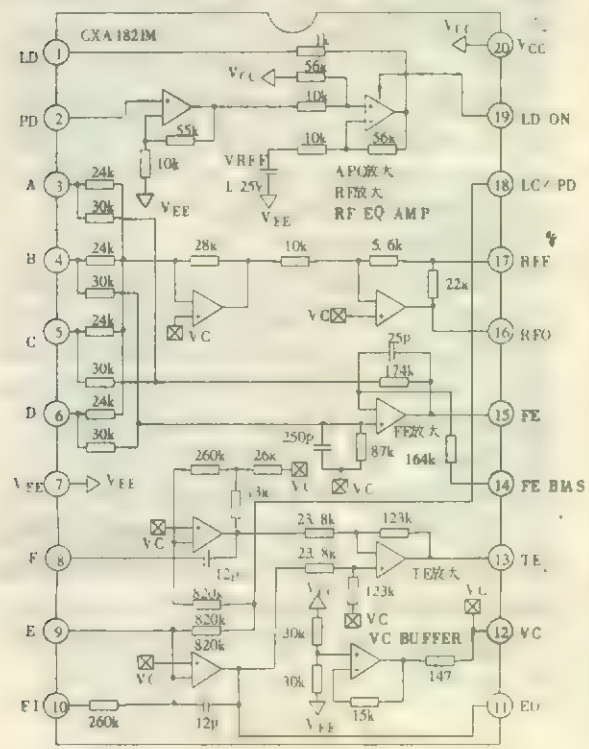 CXA1821M
LD 1
1k
VCC
20 VCC
VCC
56k
PD 2
10k
19 LD ON
55k
10k
56k
10k
VEE
VREF
1.25V
VEE
APC放大
RF放大
RF EQ AMP
18 LC/PD
A 3
24k
30k
B 4
24k
28k
10k
5.6k
17 RFF
30k
VC
VC
22k
16 RFO
C 5
24k
25p
30k
174k
D 6
24k
FE放大
15 FE
30k
250p
87k
164k
VC
VEE 7
VEE
260k
26k
VC
14 FE BIAS
VC
23.8k
123k
F 8
12p
23.8k
TE放大
13 TE
123k
820k
VCC
VC
VC
E 9
820k
820k
30k
VC BUFFER
12 VC
VC
147
30k
VEE
15k
EI 10
260k
12p
11 EO